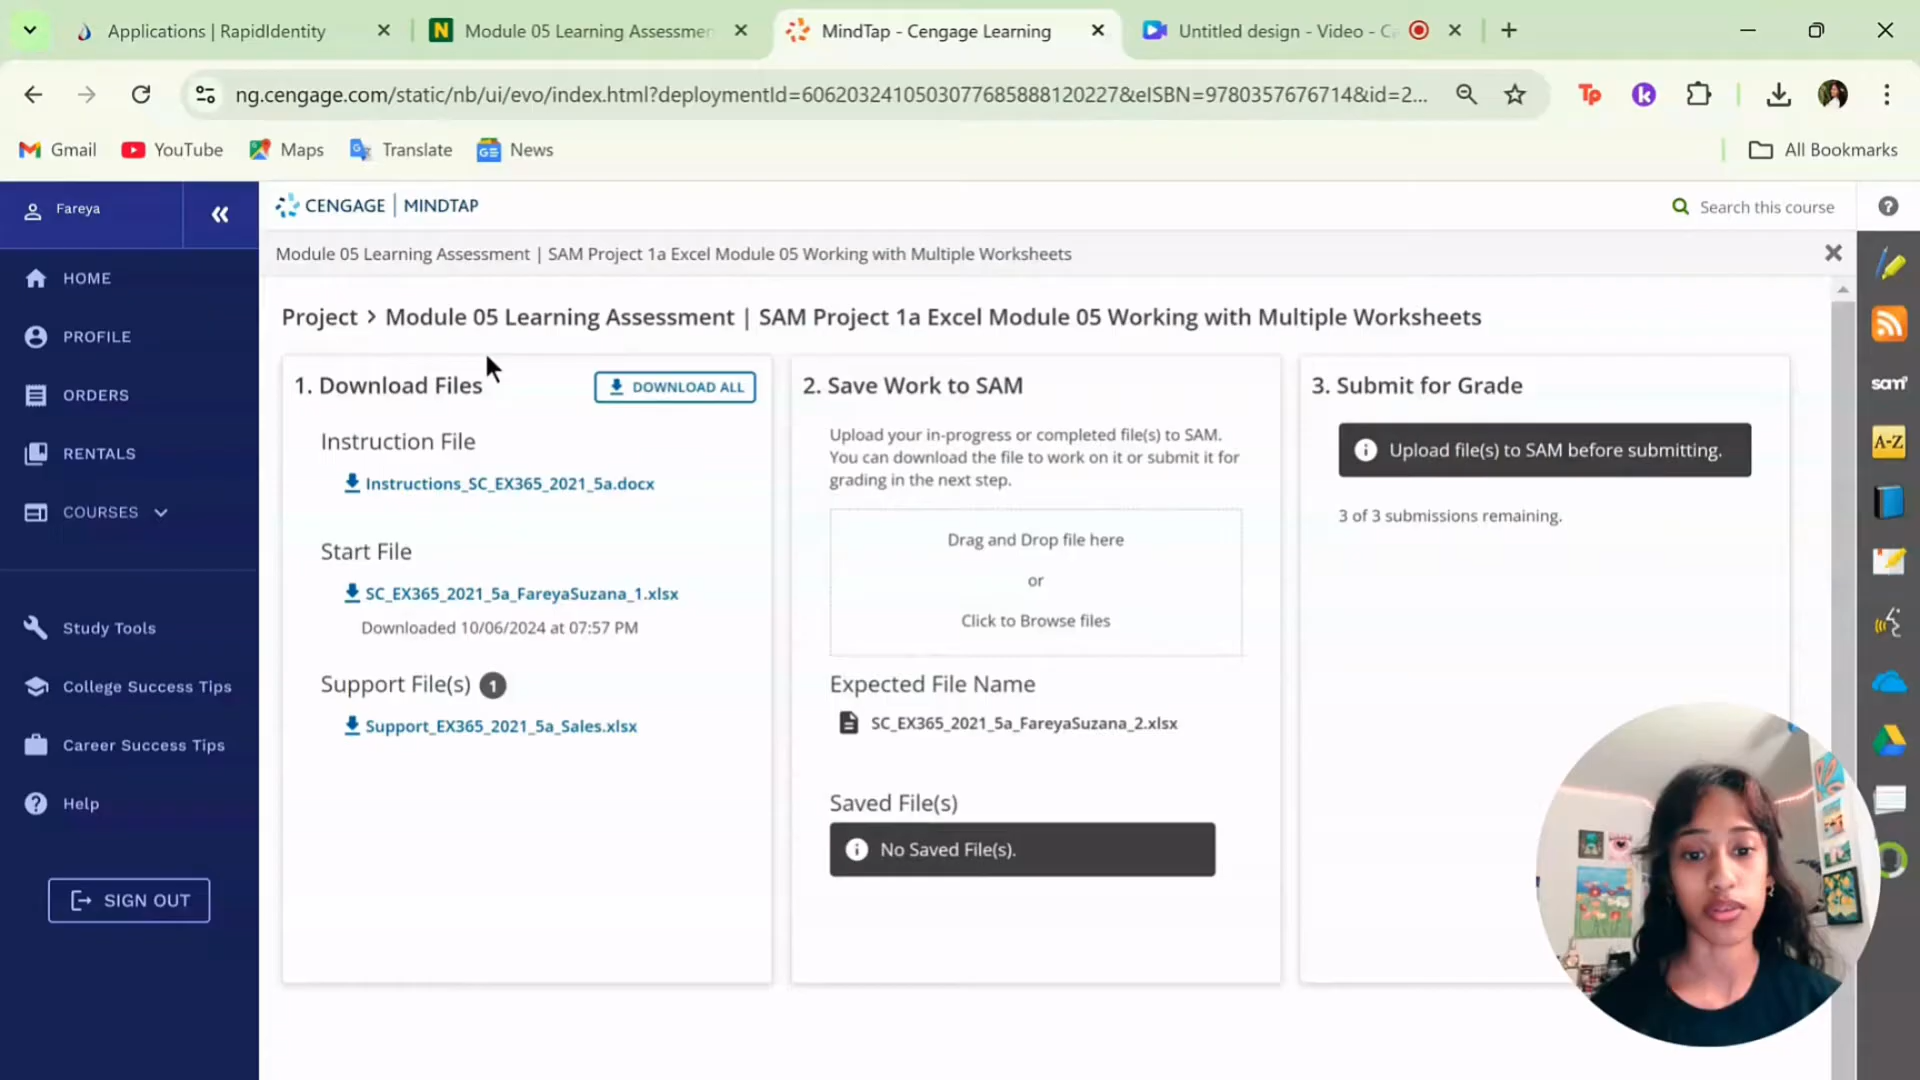 Applications | RapidIdentity
Module 05 Learning Assessmen
MindTap - Cengage Learning
Untitled design - Video - C
ng.cengage.com/static/nb/ui/evo/index.html?deploymentId=6062032410503077685888120227&eISBN=9780357676714&id=2...
Gmail
YouTube
Maps
Translate
News
All Bookmarks
Fareya
CENGAGE | MINDTAP
Search this course
Module 05 Learning Assessment | SAM Project 1a Excel Module 05 Working with Multiple Worksheets
HOME
PROFILE
ORDERS
RENTALS
COURSES
Study Tools
College Success Tips
Career Success Tips
Help
SIGN OUT
Project > Module 05 Learning Assessment | SAM Project 1a Excel Module 05 Working with Multiple Worksheets
1. Download Files
DOWNLOAD ALL
Instruction File
Instructions_SC_EX365_2021_5a.docx
Start File
SC_EX365_2021_5a_FareyaSuzana_1.xlsx
Downloaded 10/06/2024 at 07:57 PM
Support File(s) 1
Support_EX365_2021_5a_Sales.xlsx
2. Save Work to SAM
Upload your in-progress or completed file(s) to SAM.
You can download the file to work on it or submit it for
grading in the next step.
Drag and Drop file here
or
Click to Browse files
Expected File Name
SC_EX365_2021_5a_FareyaSuzana_2.xlsx
Saved File(s)
No Saved File(s).
3. Submit for Grade
Upload file(s) to SAM before submitting.
3 of 3 submissions remaining.
sam
A-Z